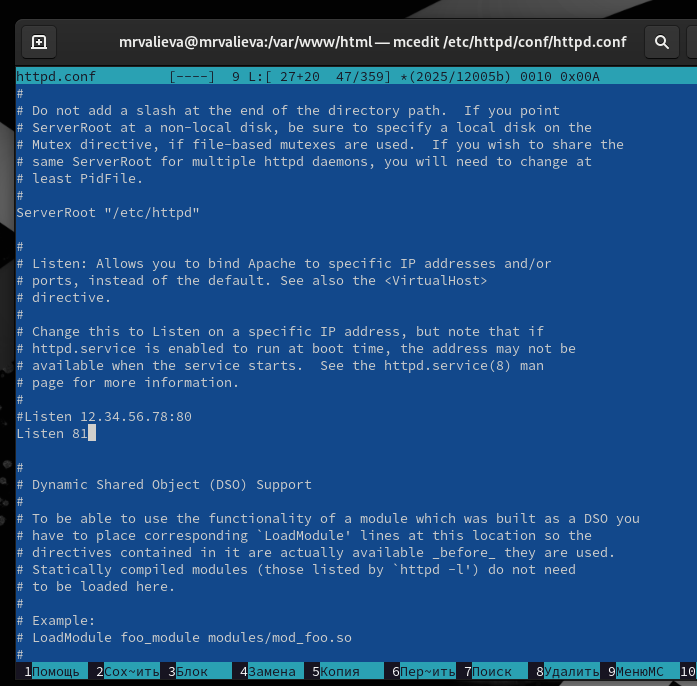 mrvalieva@mrvalieva:/var/www/html — mcedit /etc/httpd/conf/httpd.conf
httpd.conf         [----]  9 L:[ 27+20  47/359] *(2025/12005b) 0010 0x00A
#
# Do not add a slash at the end of the directory path.  If you point
# ServerRoot at a non-local disk, be sure to specify a local disk on the
# Mutex directive, if file-based mutexes are used.  If you wish to share the
# same ServerRoot for multiple httpd daemons, you will need to change at
# least PidFile.
#
ServerRoot "/etc/httpd"

#
# Listen: Allows you to bind Apache to specific IP addresses and/or
# ports, instead of the default. See also the <VirtualHost>
# directive.
#
# Change this to Listen on a specific IP address, but note that if
# httpd.service is enabled to run at boot time, the address may not be
# available when the service starts.  See the httpd.service(8) man
# page for more information.
#
#Listen 12.34.56.78:80
Listen 81

#
# Dynamic Shared Object (DSO) Support
#
# To be able to use the functionality of a module which was built as a DSO you
# have to place corresponding `LoadModule' lines at this location so the
# directives contained in it are actually available _before_ they are used.
# Statically compiled modules (those listed by `httpd -l') do not need
# to be loaded here.
#
# Example:
# LoadModule foo_module modules/mod_foo.so
#
1Помощь  2Сох~ить 3Блок    4Замена  5Копия    6Пер~ить 7Поиск   8Удалить 9МенюМС  10